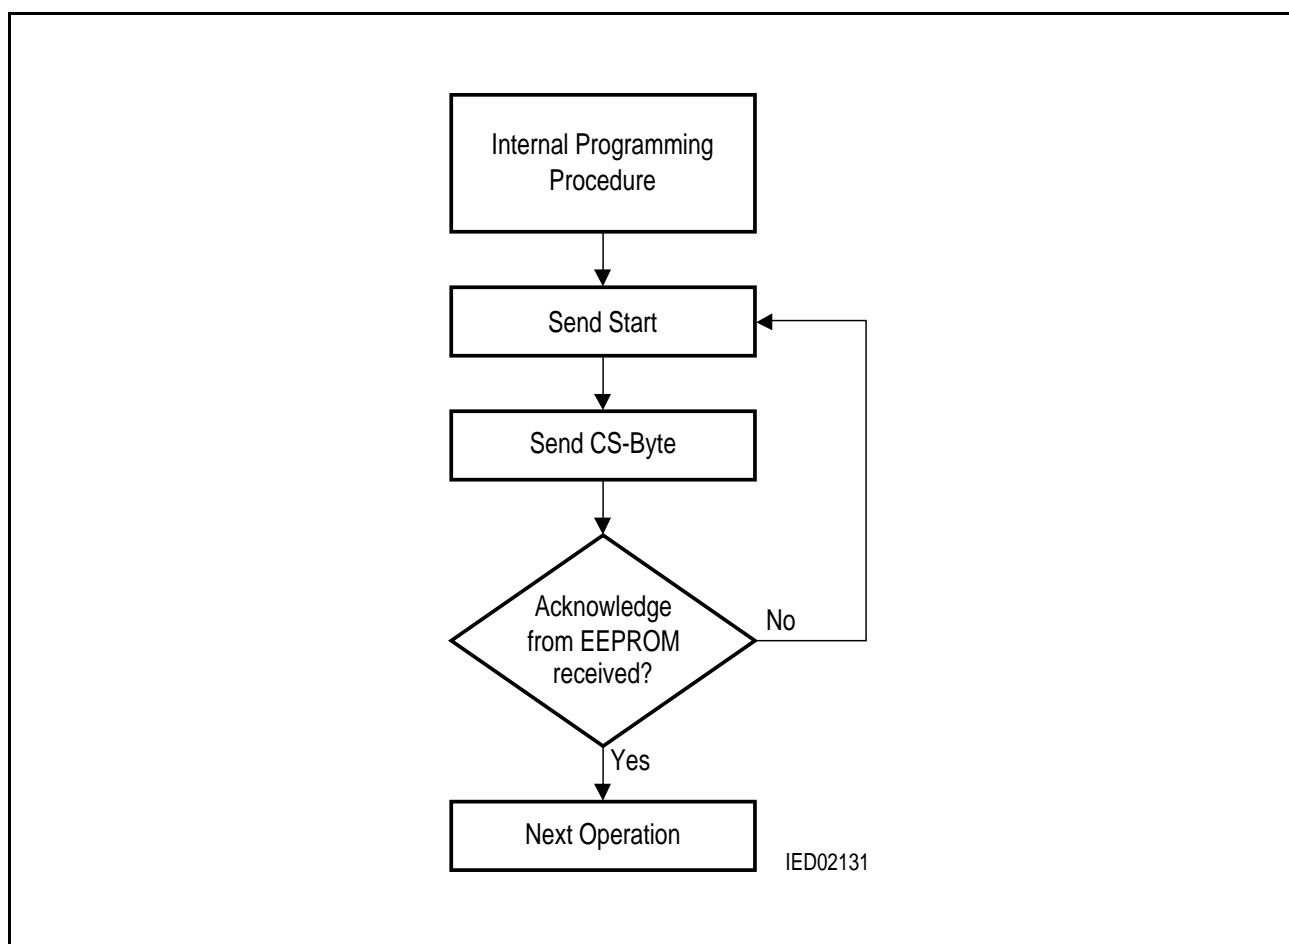 Internal Programming
Procedure
Send Start
Send CS-Byte
Acknowledge
from EEPROM
received?
No
Yes
Next Operation
IED02131